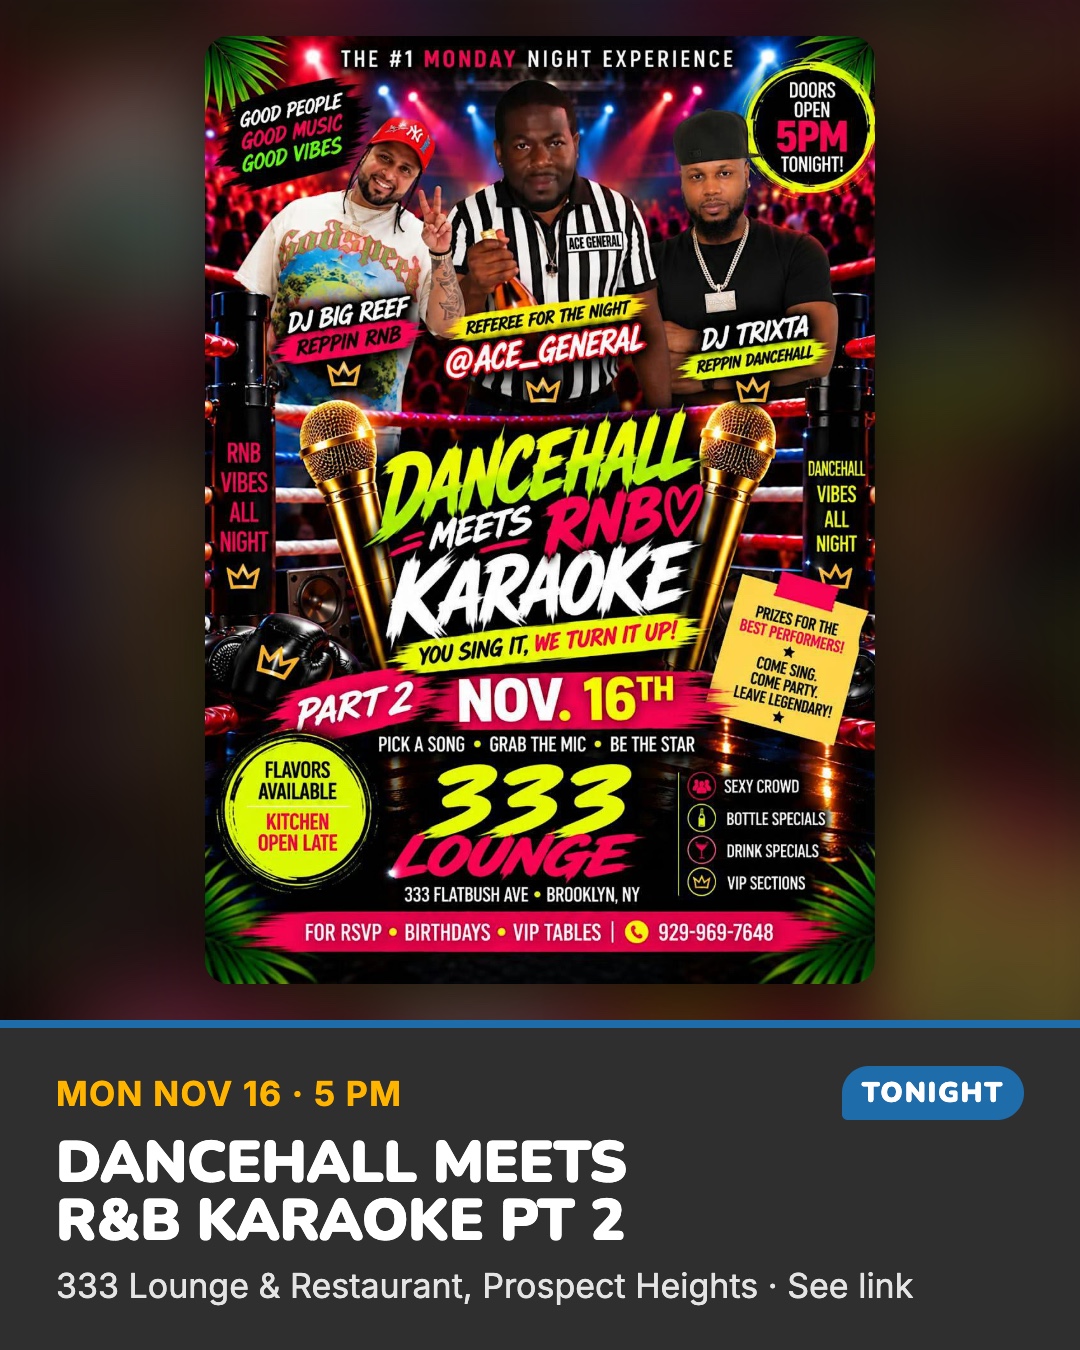 THE #1 MONDAY NIGHT EXPERIENCE
GOOD PEOPLE
GOOD MUSIC
GOOD VIBES
DOORS
OPEN
5PM
TONIGHT!
ACE GENERAL
Godspeed
DJ BIG REEF
REPPIN RNB
REFEREE FOR THE NIGHT
@ACE_GENERAL
DJ TRIXTA
REPPIN DANCEHALL
RNB
VIBES
ALL
NIGHT
DANCEHALL
VIBES
ALL
NIGHT
DANCEHALL
MEETS RNB
KARAOKE
YOU SING IT, WE TURN IT UP!
PRIZES FOR THE
BEST PERFORMERS!
COME SING.
COME PARTY.
LEAVE LEGENDARY!
PART 2
NOV. 16TH
PICK A SONG • GRAB THE MIC • BE THE STAR
FLAVORS
AVAILABLE
KITCHEN
OPEN LATE
333
LOUNGE
333 FLATBUSH AVE • BROOKLYN, NY
SEXY CROWD
BOTTLE SPECIALS
DRINK SPECIALS
VIP SECTIONS
FOR RSVP • BIRTHDAYS • VIP TABLES | 929-969-7648
MON NOV 16 · 5 PM
TONIGHT
DANCEHALL MEETS
R&B KARAOKE PT 2
333 Lounge & Restaurant, Prospect Heights · See link